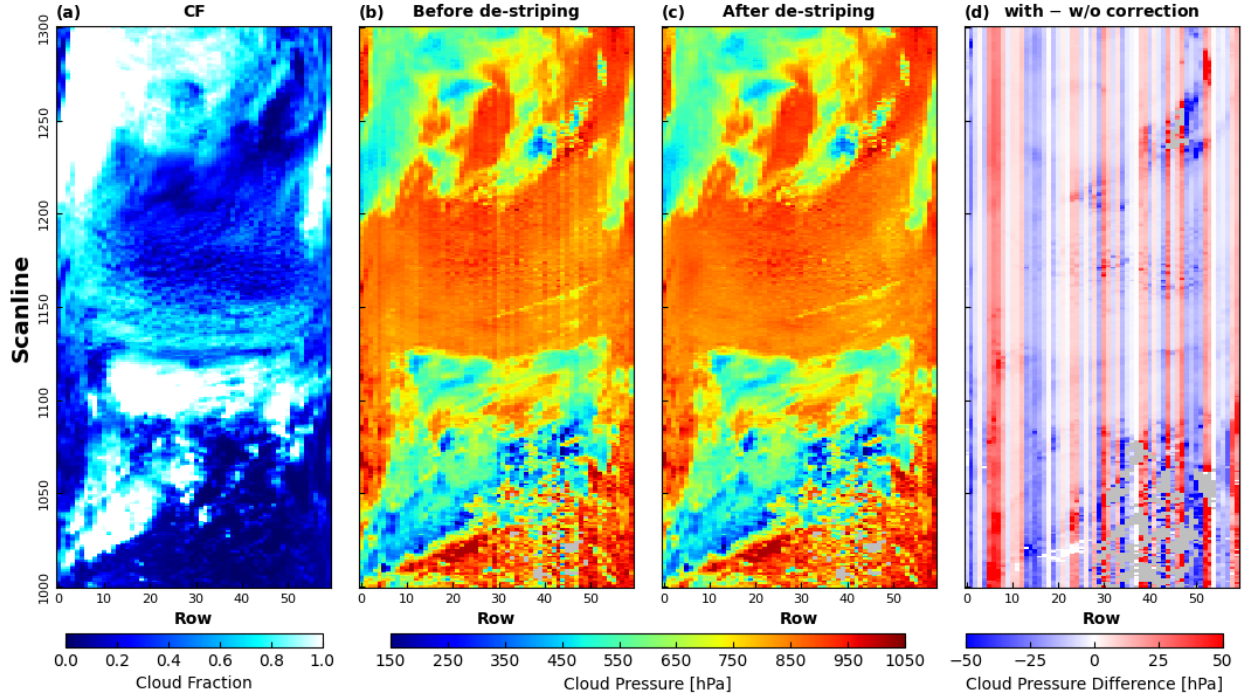 (a) CF
(b) Before de-striping
(c) After de-striping
(d) with − w/o correction
Scanline
1300
1250
1200
1150
1100
1050
1000
0 10 20 30 40 50
0 10 20 30 40 50
0 10 20 30 40 50
0 10 20 30 40 50
Row
Row
Row
Row
0.0 0.2 0.4 0.6 0.8 1.0
150 250 350 450 550 650 750 850 950 1050
−50 −25 0 25 50
Cloud Fraction
Cloud Pressure [hPa]
Cloud Pressure Difference [hPa]